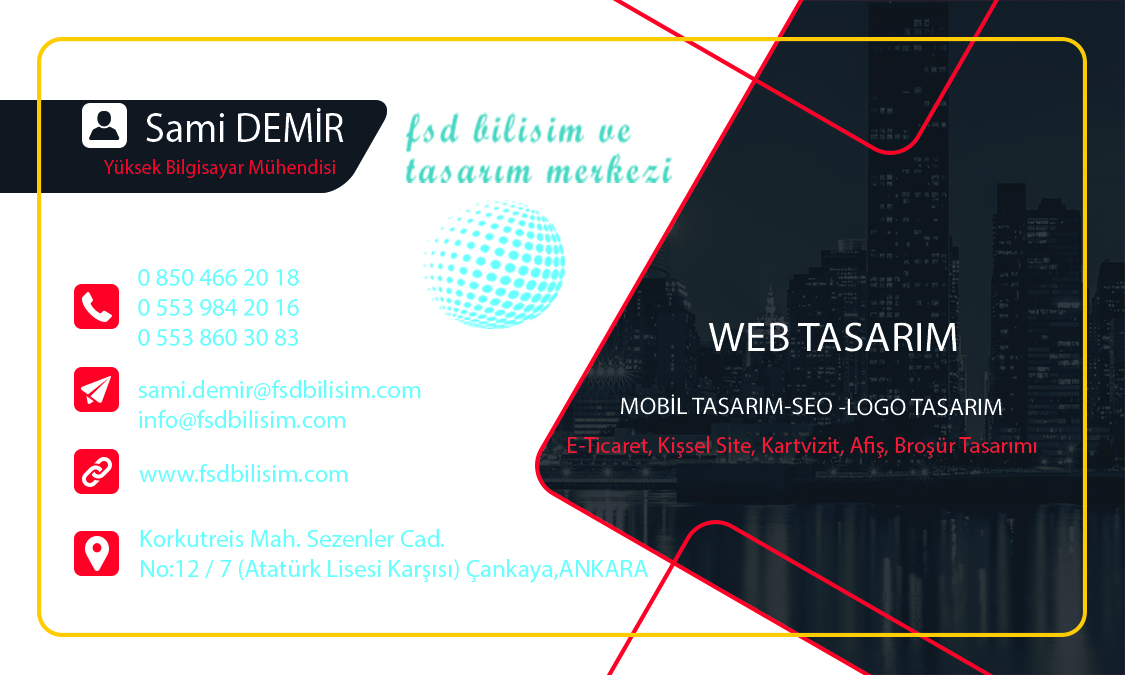 Sami DEMİR
Yüksek Bilgisayar Mühendisi
fsd bilisim ve
tasarım merkezi
0 850 466 20 18
0 553 984 20 16
0 553 860 30 83
sami.demir@fsdbilisim.com
info@fsdbilisim.com
www.fsdbilisim.com
Korkutreis Mah. Sezenler Cad.
No:12 / 7 (Atatürk Lisesi Karşısı) Çankaya,ANKARA
WEB TASARIM
MOBİL TASARIM-SEO -LOGO TASARIM
E-Ticaret, Kişsel Site, Kartvizit, Afiş, Broşür Tasarımı